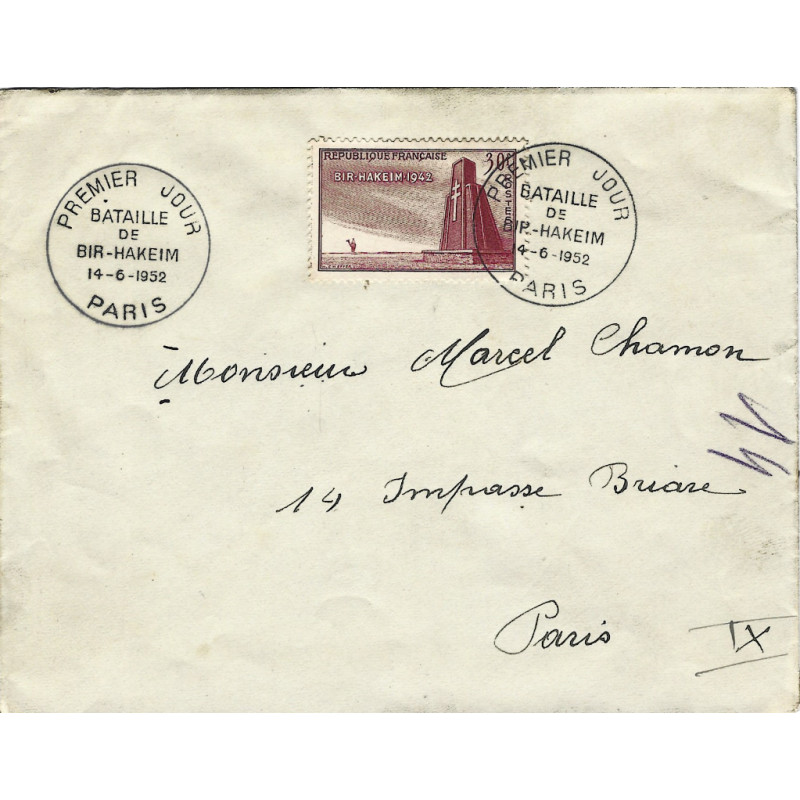 PREMIER JOUR
BATAILLE
DE
BIR-HAKEIM
14-6-1952
PARIS
RÉPUBLIQUE FRANÇAISE
BIR-HAKEIM-1942
30F
POSTES
PREMIER JOUR
BATAILLE
DE
BIR-HAKEIM
14-6-1952
PARIS
Monsieur Marcel Chamon
14 Impasse Briare
Paris IX